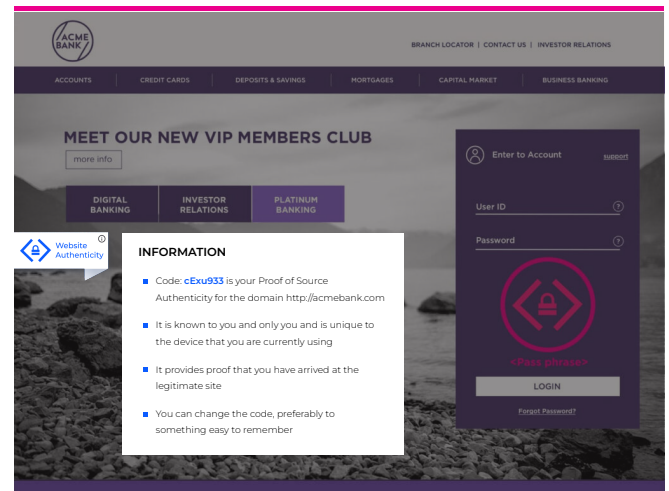 ACME
BANK
BRANCH LOCATOR | CONTACT US | INVESTOR RELATIONS
ACCOUNTS
CREDIT CARDS
DEPOSITS & SAVINGS
MORTGAGES
CAPITAL MARKET
BUSINESS BANKING
MEET OUR NEW VIP MEMBERS CLUB
more info
DIGITAL
BANKING
INVESTOR
RELATIONS
PLATINUM
BANKING
Website
Authenticity
INFORMATION
Code: cExu933 is your Proof of Source
Authenticity for the domain http://acmebank.com
It is known to you and only you and is unique to
the device that you are currently using
It provides proof that you have arrived at the
legitimate site
You can change the code, preferably to
something easy to remember
Enter to Account
support
User ID
?
Password
?
<Pass phrase>
LOGIN
Forgot Password?